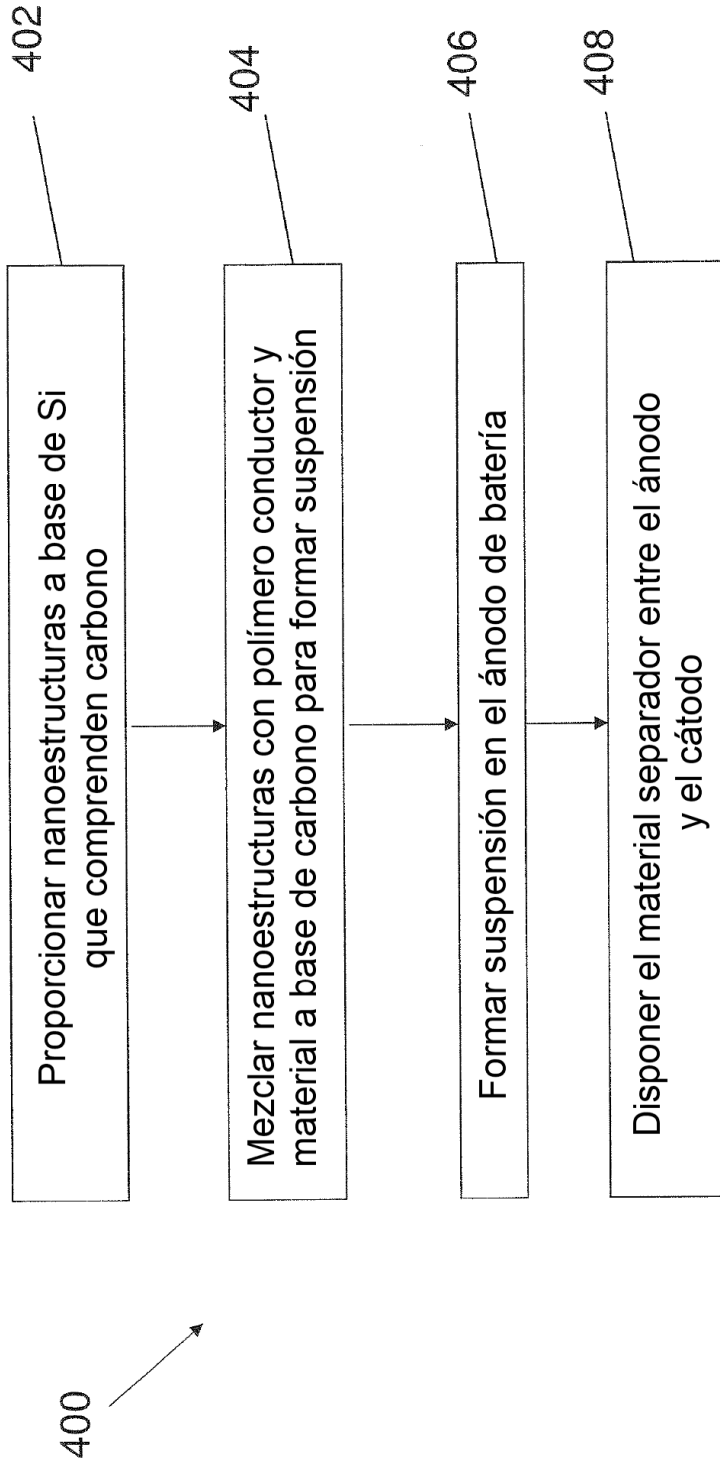 400
Proporcionar nanoestructuras a base de Si
que comprenden carbono
402
Mezclar nanoestructuras con polímero conductor y
material a base de carbono para formar suspensión
404
Formar suspensión en el ánodo de batería
406
Disponer el material separador entre el ánodo
y el cátodo
408